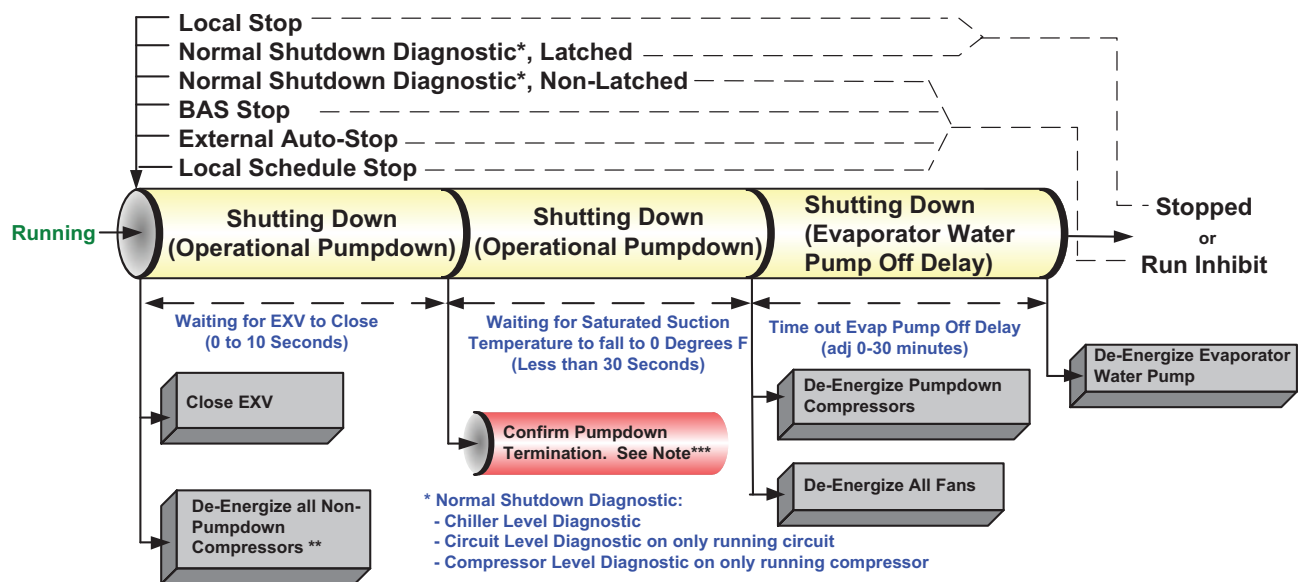 Local Stop
Normal Shutdown Diagnostic*, Latched
Normal Shutdown Diagnostic*, Non-Latched
BAS Stop
External Auto-Stop
Local Schedule Stop
Running
Shutting Down
(Operational Pumpdown)
Shutting Down
(Operational Pumpdown)
Shutting Down
(Evaporator Water
Pump Off Delay)
Stopped
or
Run Inhibit
Waiting for EXV to Close
(0 to 10 Seconds)
Waiting for Saturated Suction
Temperature to fall to 0 Degrees F
(Less than 30 Seconds)
Time out Evap Pump Off Delay
(adj 0-30 minutes)
De-Energize Evaporator
Water Pump
Close EXV
De-Energize Pumpdown
Compressors
Confirm Pumpdown
Termination. See Note***
De-Energize All Fans
De-Energize all Non-
Pumpdown
Compressors **
* Normal Shutdown Diagnostic:
- Chiller Level Diagnostic
- Circuit Level Diagnostic on only running circuit
- Compressor Level Diagnostic on only running compressor